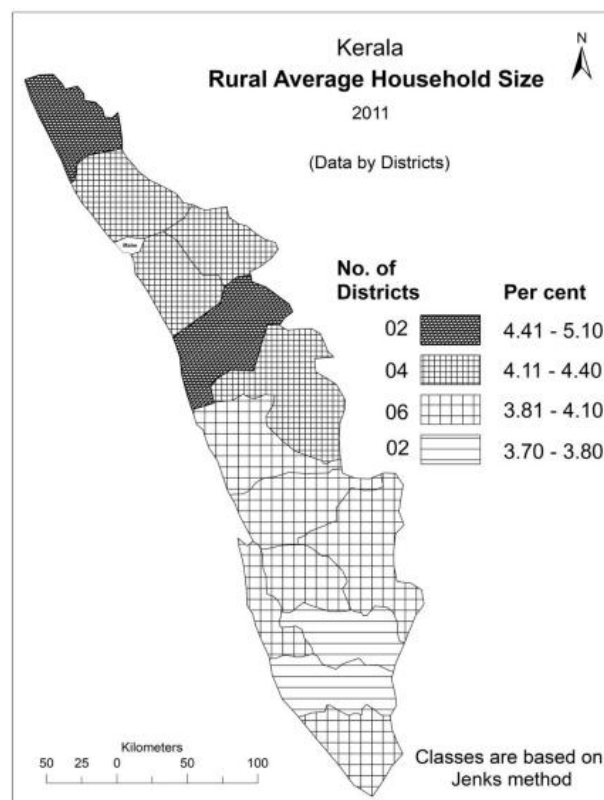 Kerala
N
Rural Average Household Size
2011
(Data by Districts)
Mahe
No. of
Districts Per cent
02 4.41 - 5.10
04 4.11 - 4.40
06 3.81 - 4.10
02 3.70 - 3.80
Kilometers
50 25 0 50 100
Classes are based on
Jenks method